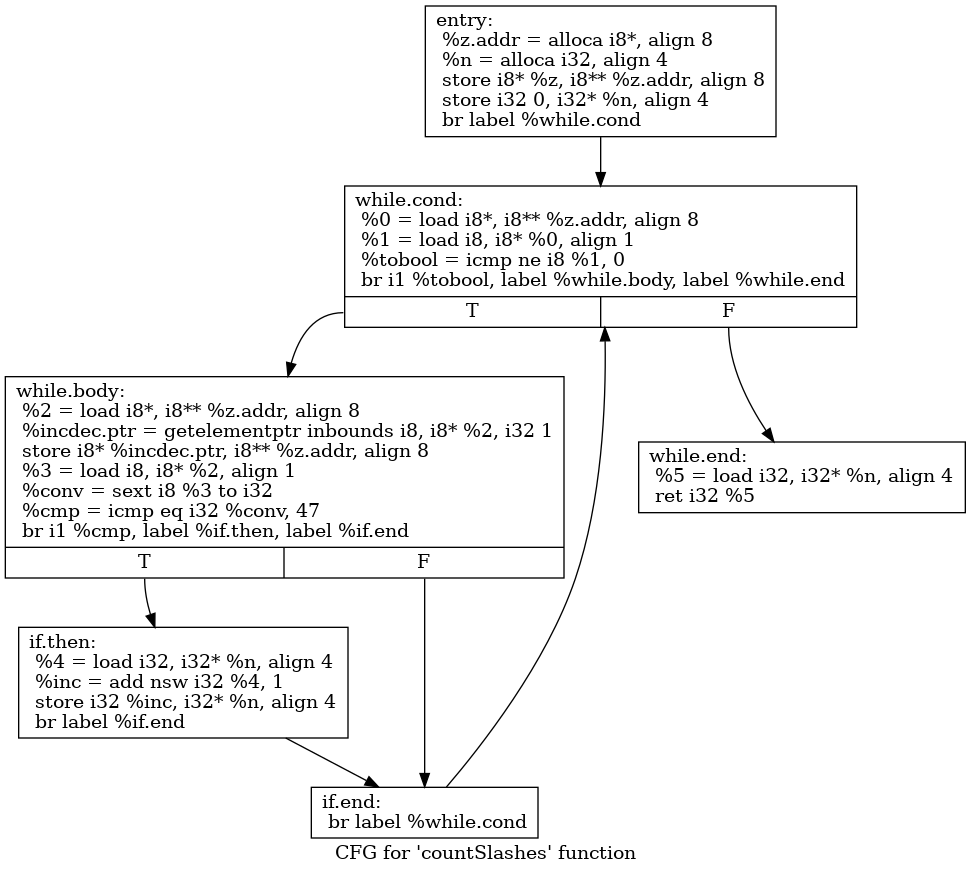 entry:
%z.addr = alloca i8*, align 8
%n = alloca i32, align 4
store i8* %z, i8** %z.addr, align 8
store i32 0, i32* %n, align 4
br label %while.cond
while.cond:
%0 = load i8*, i8** %z.addr, align 8
%1 = load i8, i8* %0, align 1
%tobool = icmp ne i8 %1, 0
br i1 %tobool, label %while.body, label %while.end
T
F
while.body:
%2 = load i8*, i8** %z.addr, align 8
%incdec.ptr = getelementptr inbounds i8, i8* %2, i32 1
store i8* %incdec.ptr, i8** %z.addr, align 8
%3 = load i8, i8* %2, align 1
%conv = sext i8 %3 to i32
%cmp = icmp eq i32 %conv, 47
br i1 %cmp, label %if.then, label %if.end
T
F
while.end:
%5 = load i32, i32* %n, align 4
ret i32 %5
if.then:
%4 = load i32, i32* %n, align 4
%inc = add nsw i32 %4, 1
store i32 %inc, i32* %n, align 4
br label %if.end
if.end:
br label %while.cond
CFG for 'countSlashes' function